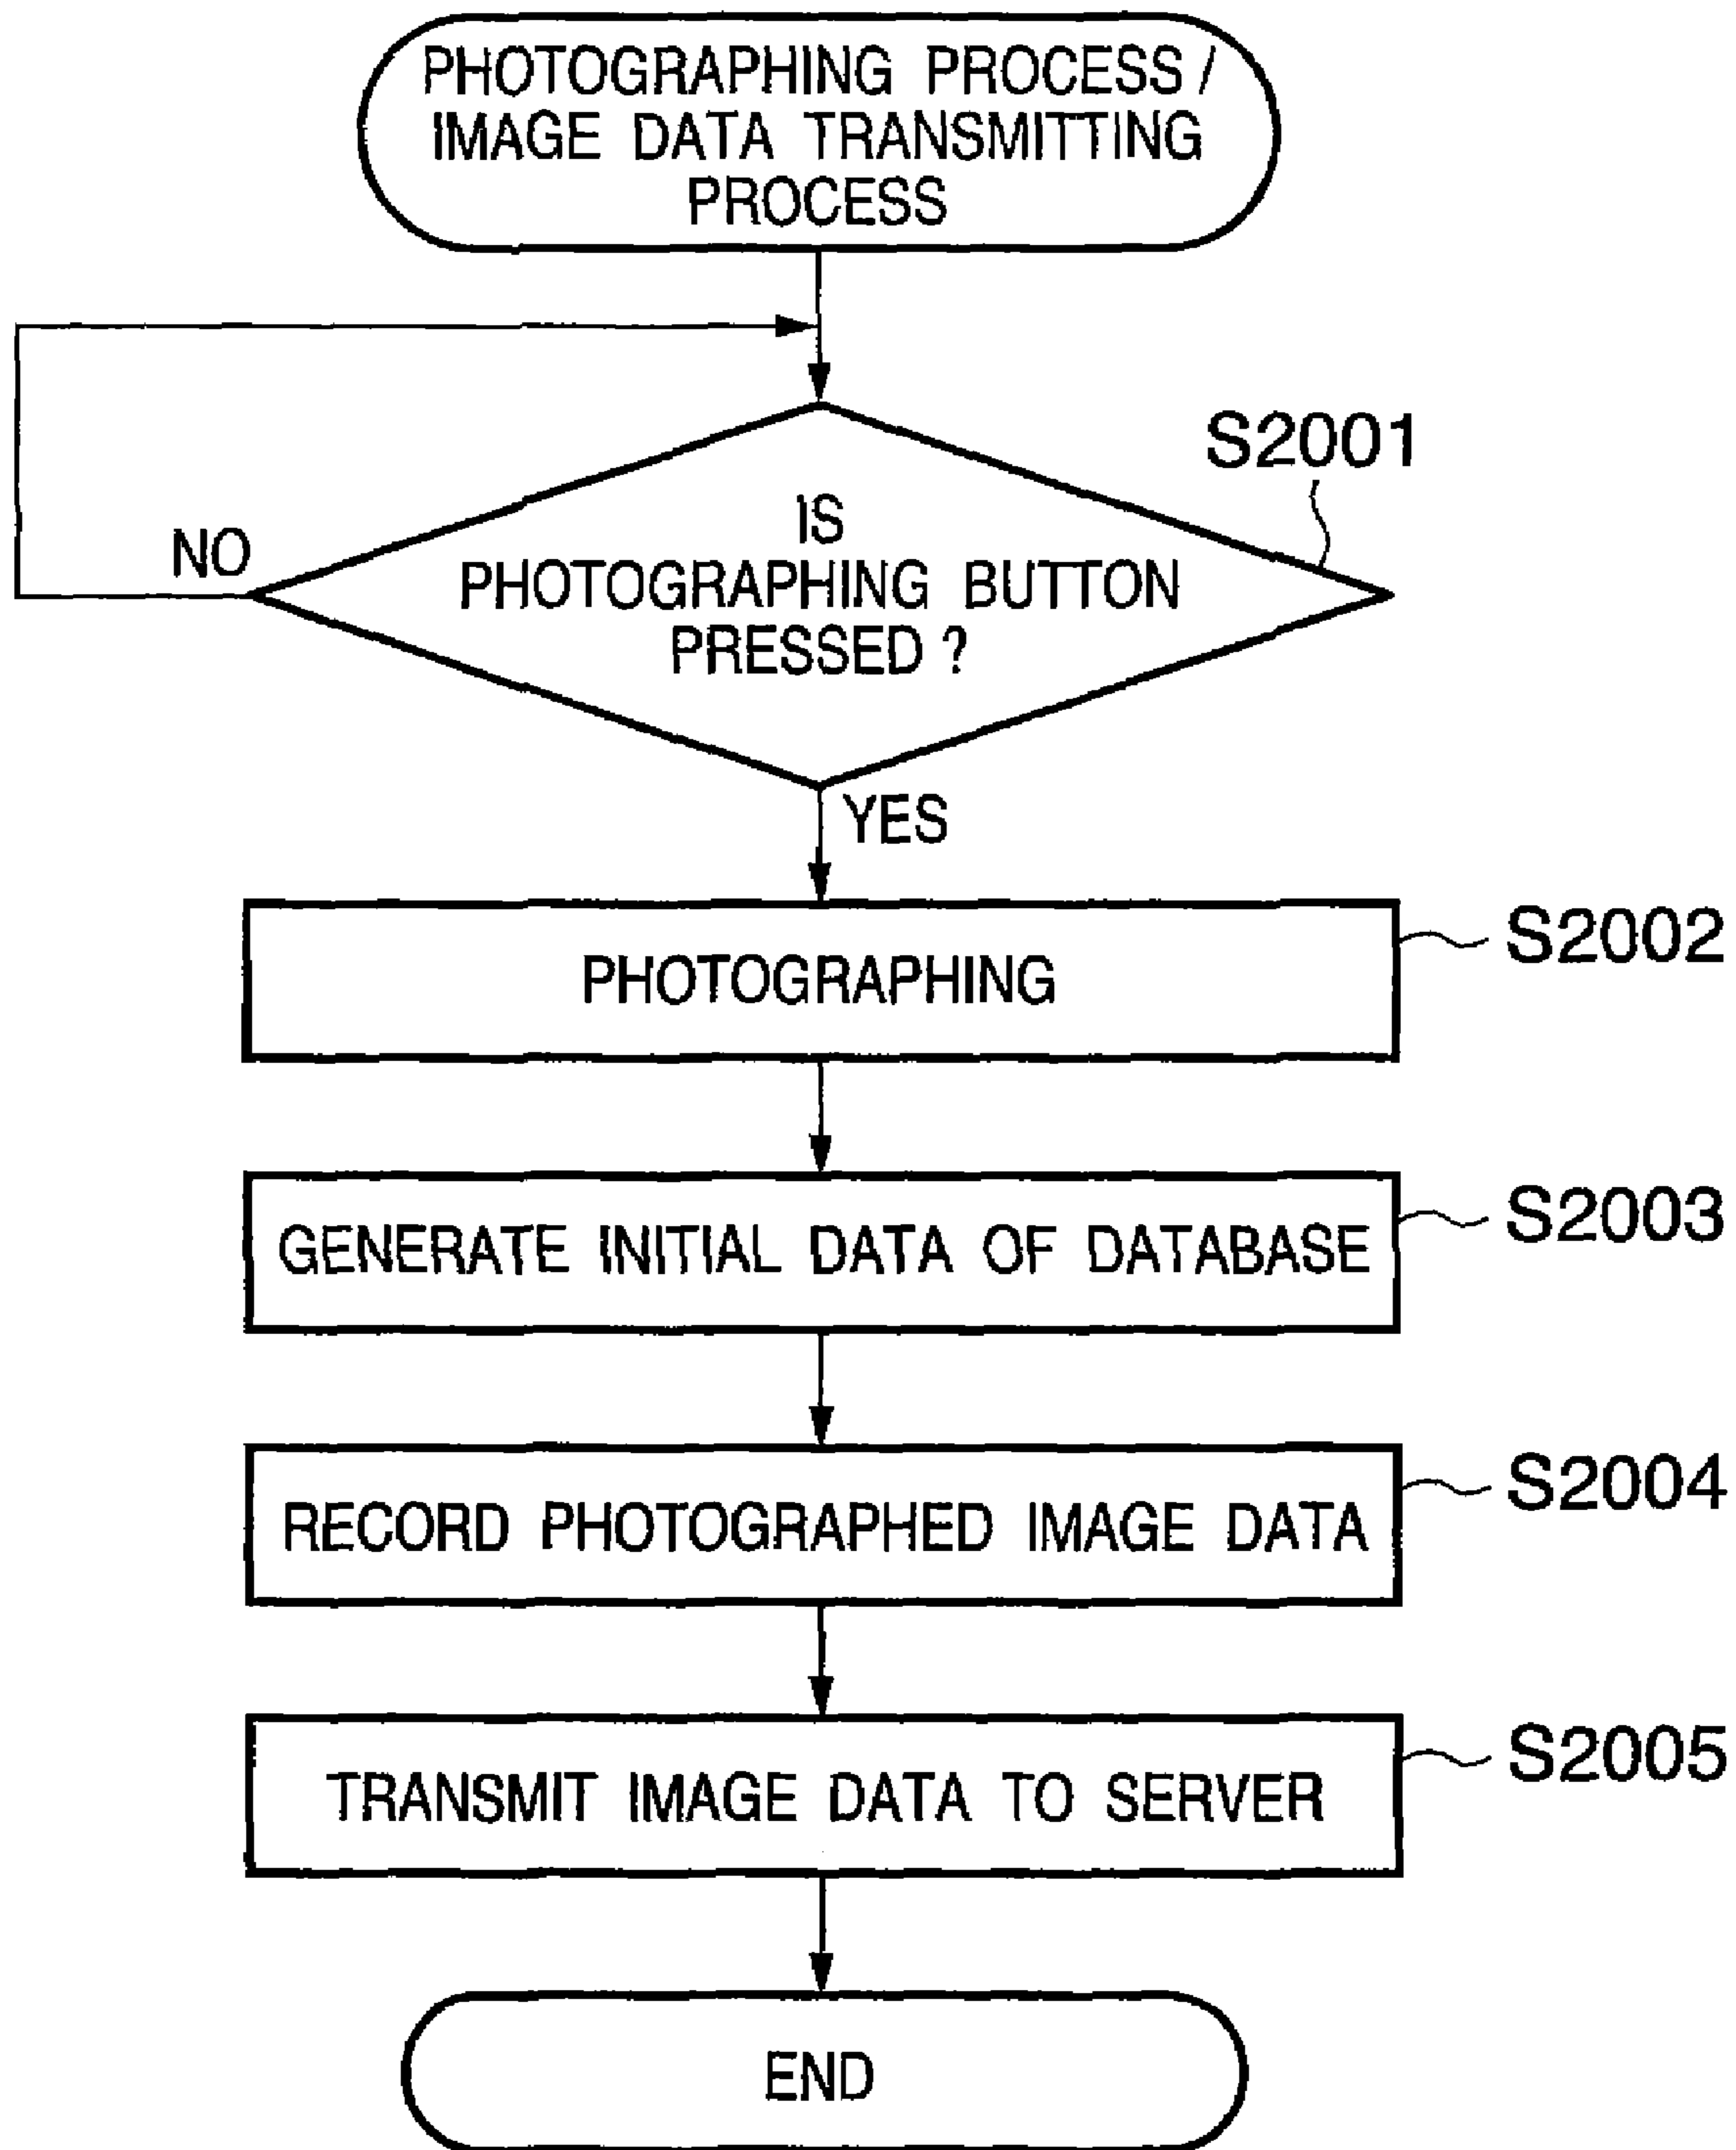 PHOTOGRAPHING PROCESS /
IMAGE DATA TRANSMITTING
PROCESS
S2001
IS
PHOTOGRAPHING BUTTON
PRESSED ?
NO
YES
S2002
PHOTOGRAPHING
S2003
GENERATE INITIAL DATA OF DATABASE
S2004
RECORD PHOTOGRAPHED IMAGE DATA
S2005
TRANSMIT IMAGE DATA TO SERVER
END